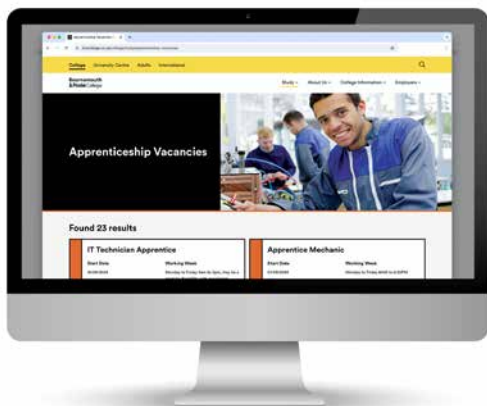 College University Centre Adults International
Bournemouth
& Poole College
Study About Us College Information Employers
Apprenticeship Vacancies
Found 23 results
IT Technician Apprentice
Start Date Working Week
Apprentice Mechanic
Start Date Working Week